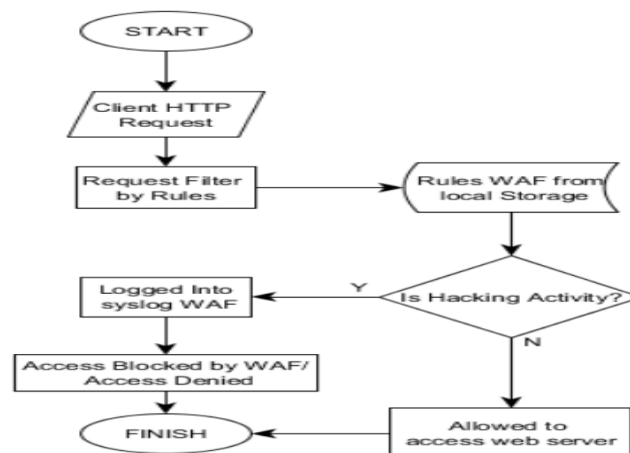 START
Client HTTP
Request
Request Filter
by Rules
Rules WAF from
local Storage
Is Hacking Activity?
Y
N
Logged Into
syslog WAF
Access Blocked by WAF/
Access Denied
Allowed to
access web server
FINISH